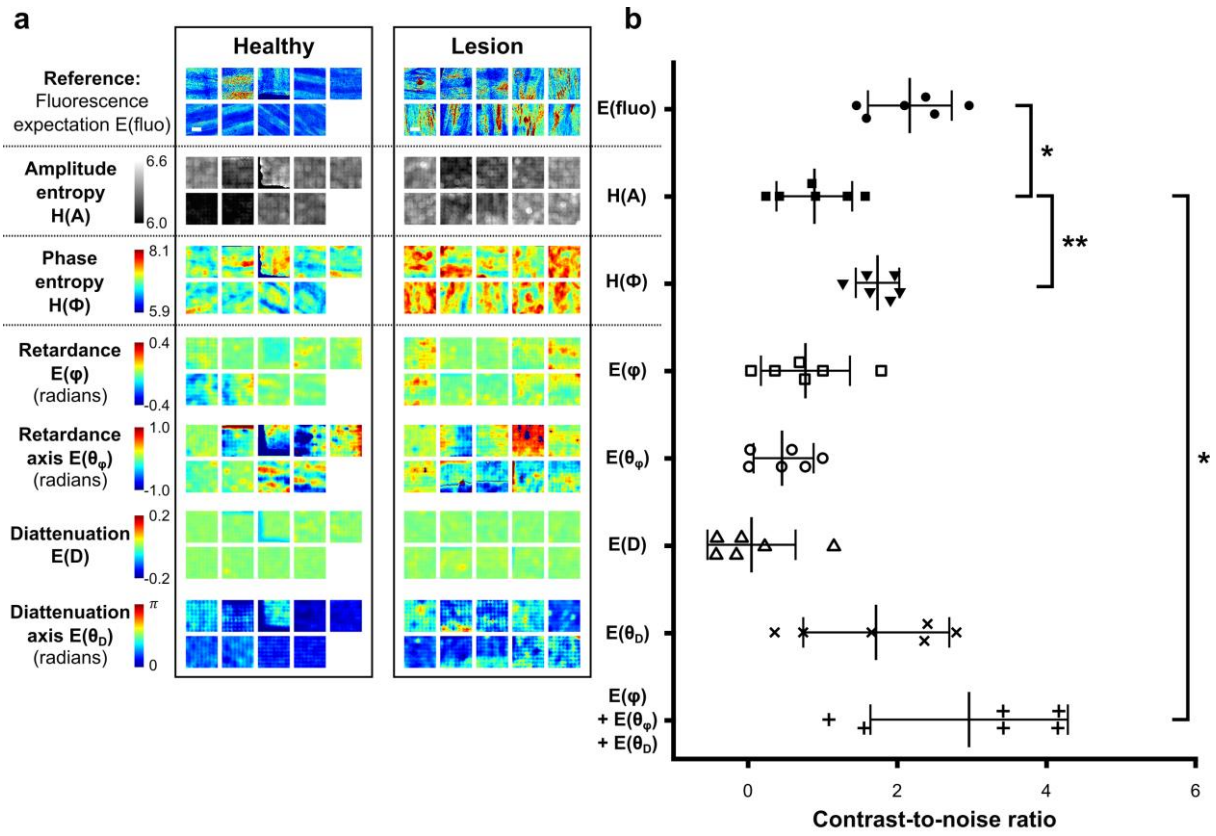 a
Healthy
Lesion
Reference:
Fluorescence
expectation E(fluo)
Amplitude
entropy
H(A)
6.6
6.0
Phase
entropy
H(Φ)
8.1
5.9
Retardance
E(φ)
(radians)
0.4
-0.4
Retardance
axis E(θφ)
(radians)
1.0
-1.0
Diattenuation
E(D)
0.2
-0.2
Diattenuation
axis E(θD)
(radians)
π
0
b
E(fluo)
H(A)
H(Φ)
E(φ)
E(θφ)
E(D)
E(θD)
E(φ)
+ E(θφ)
+ E(θD)
*
**
*
0 2 4 6
Contrast-to-noise ratio